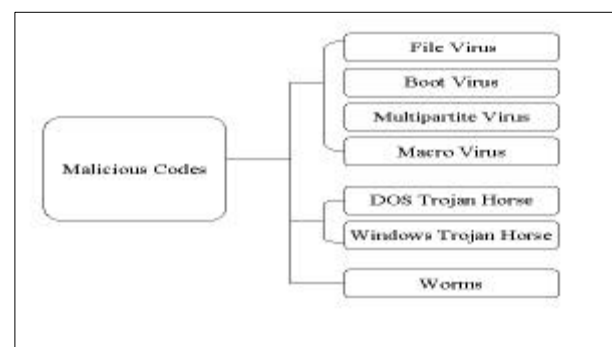 File Virus
Boot Virus
Multipartite Virus
Macro Virus
Malicious Codes
DOS Trojan Horse
Windows Trojan Horse
Worms